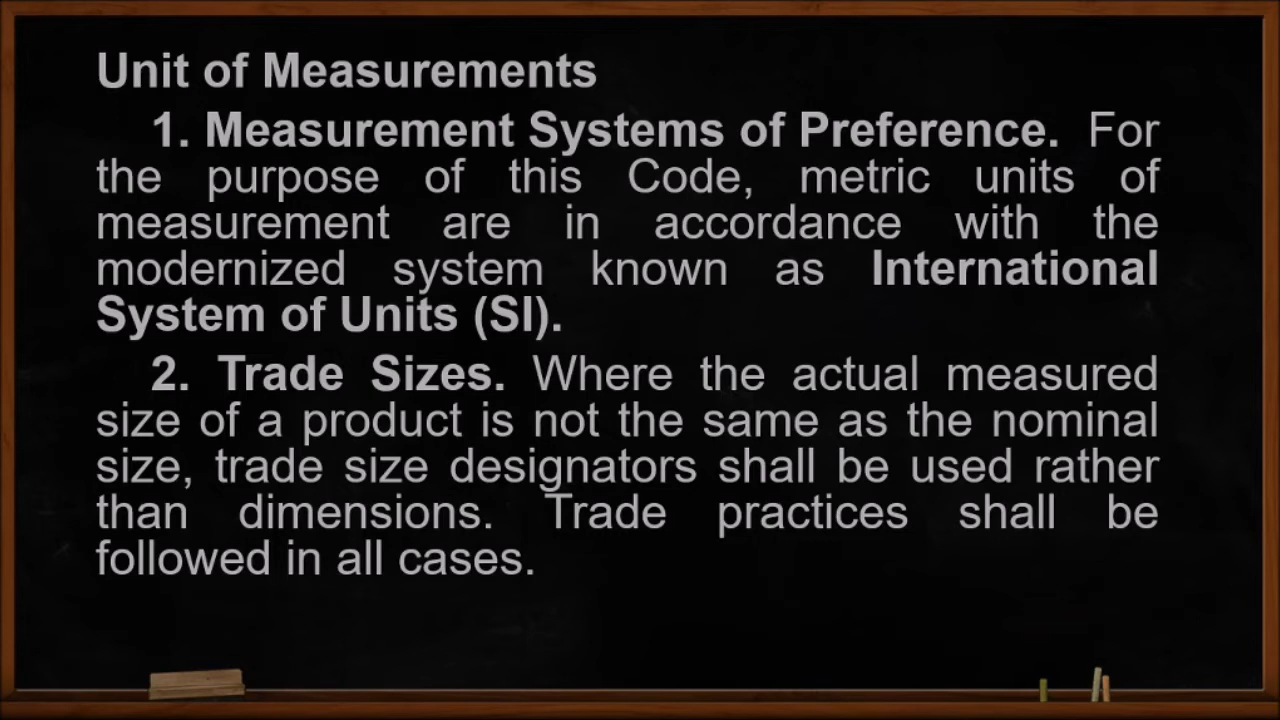 Unit of Measurements
1. Measurement Systems of Preference. For
the purpose of this Code, metric units of
measurement are in accordance with the
modernized system known as International
System of Units (SI).
2. Trade Sizes. Where the actual measured
size of a product is not the same as the nominal
size, trade size designators shall be used rather
than dimensions. Trade practices shall be
followed in all cases.